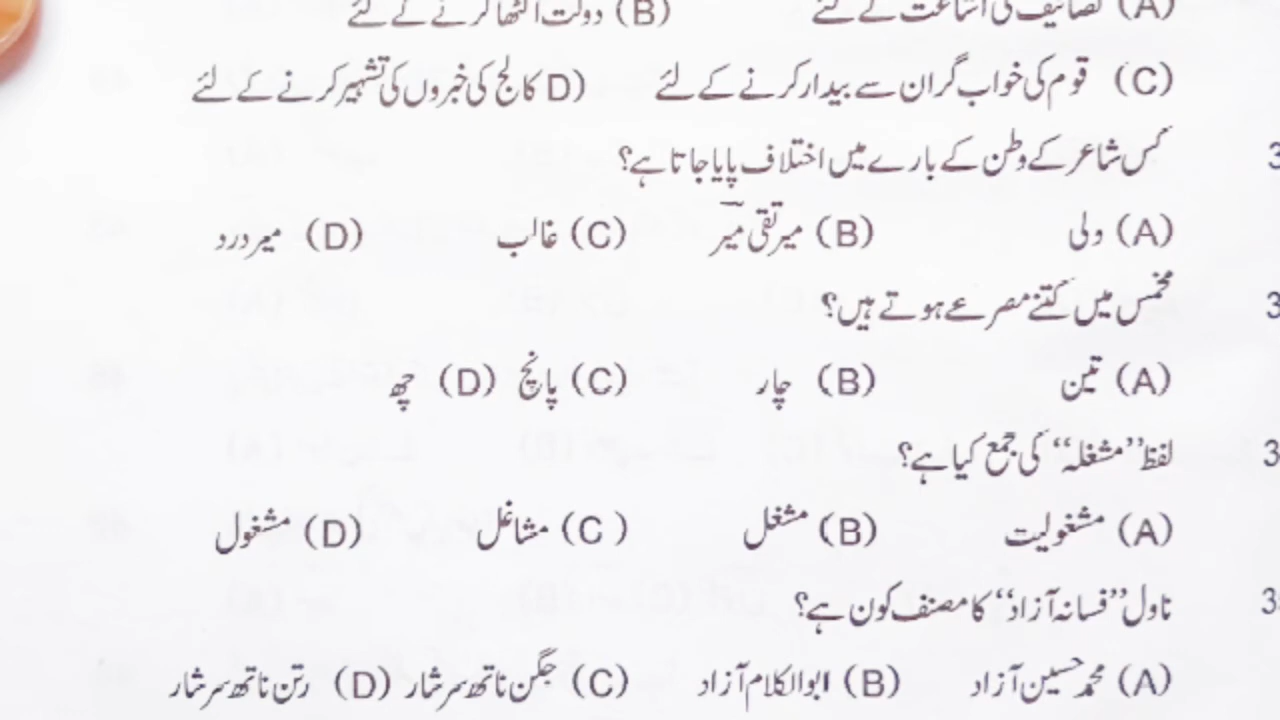 (A) تصانیف کی اشاعت کے لئے (B) دولت اکٹھا کرنے کے لئے
(C) قوم کی خواب گران سے بیدار کرنے کے لئے (D کالج کی خبروں کی تشہیر کرنے کے لئے
3 کس شاعر کے وطن کے بارے میں اختلاف پایا جاتا ہے؟
(A) ولی (B) میر تقی میر (C) غالب (D) میر درد
3 مخمس میں کتنے مصرعے ہوتے ہیں؟
(A) تین (B) چار (C) پانچ (D) چھ
3 لفظ ”مشغلہ“ کی جمع کیا ہے؟
(A) مشغولیت (B) مشغل (C) مشاغل (D) مشغول
3 ناول ”فسانہ آزاد“ کا مصنف کون ہے؟
(A) محمد حسین آزاد (B) ابوالکلام آزاد (C) جگن ناتھ سرشار (D) رتن ناتھ سرشار